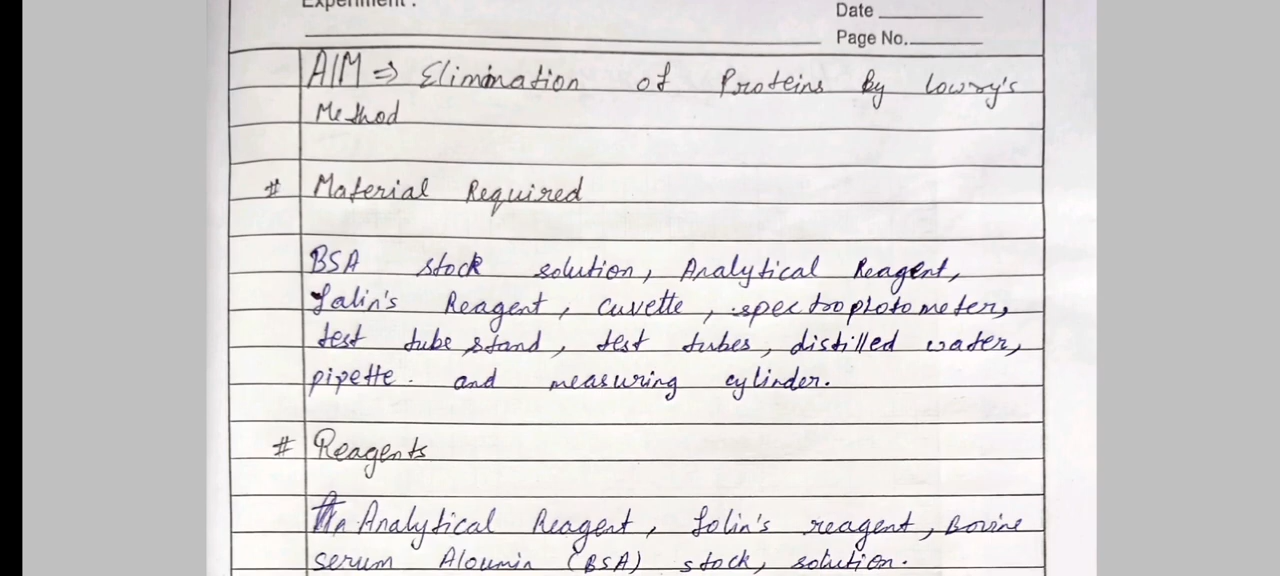 Experiment :
Date
Page No.
AIM => Elimination of Proteins by Lowry's
Method
# Material Required
BSA stock solution, Analytical Reagent,
Folin's Reagent, Cuvette, spectroplotometer,
test tube stand, test tubes, distilled water,
pipette. and measuring cylinder.
# Reagents
Analytical Reagent, Folin's reagent, Bovine
serum Aloumin (BSA) stock, solution.